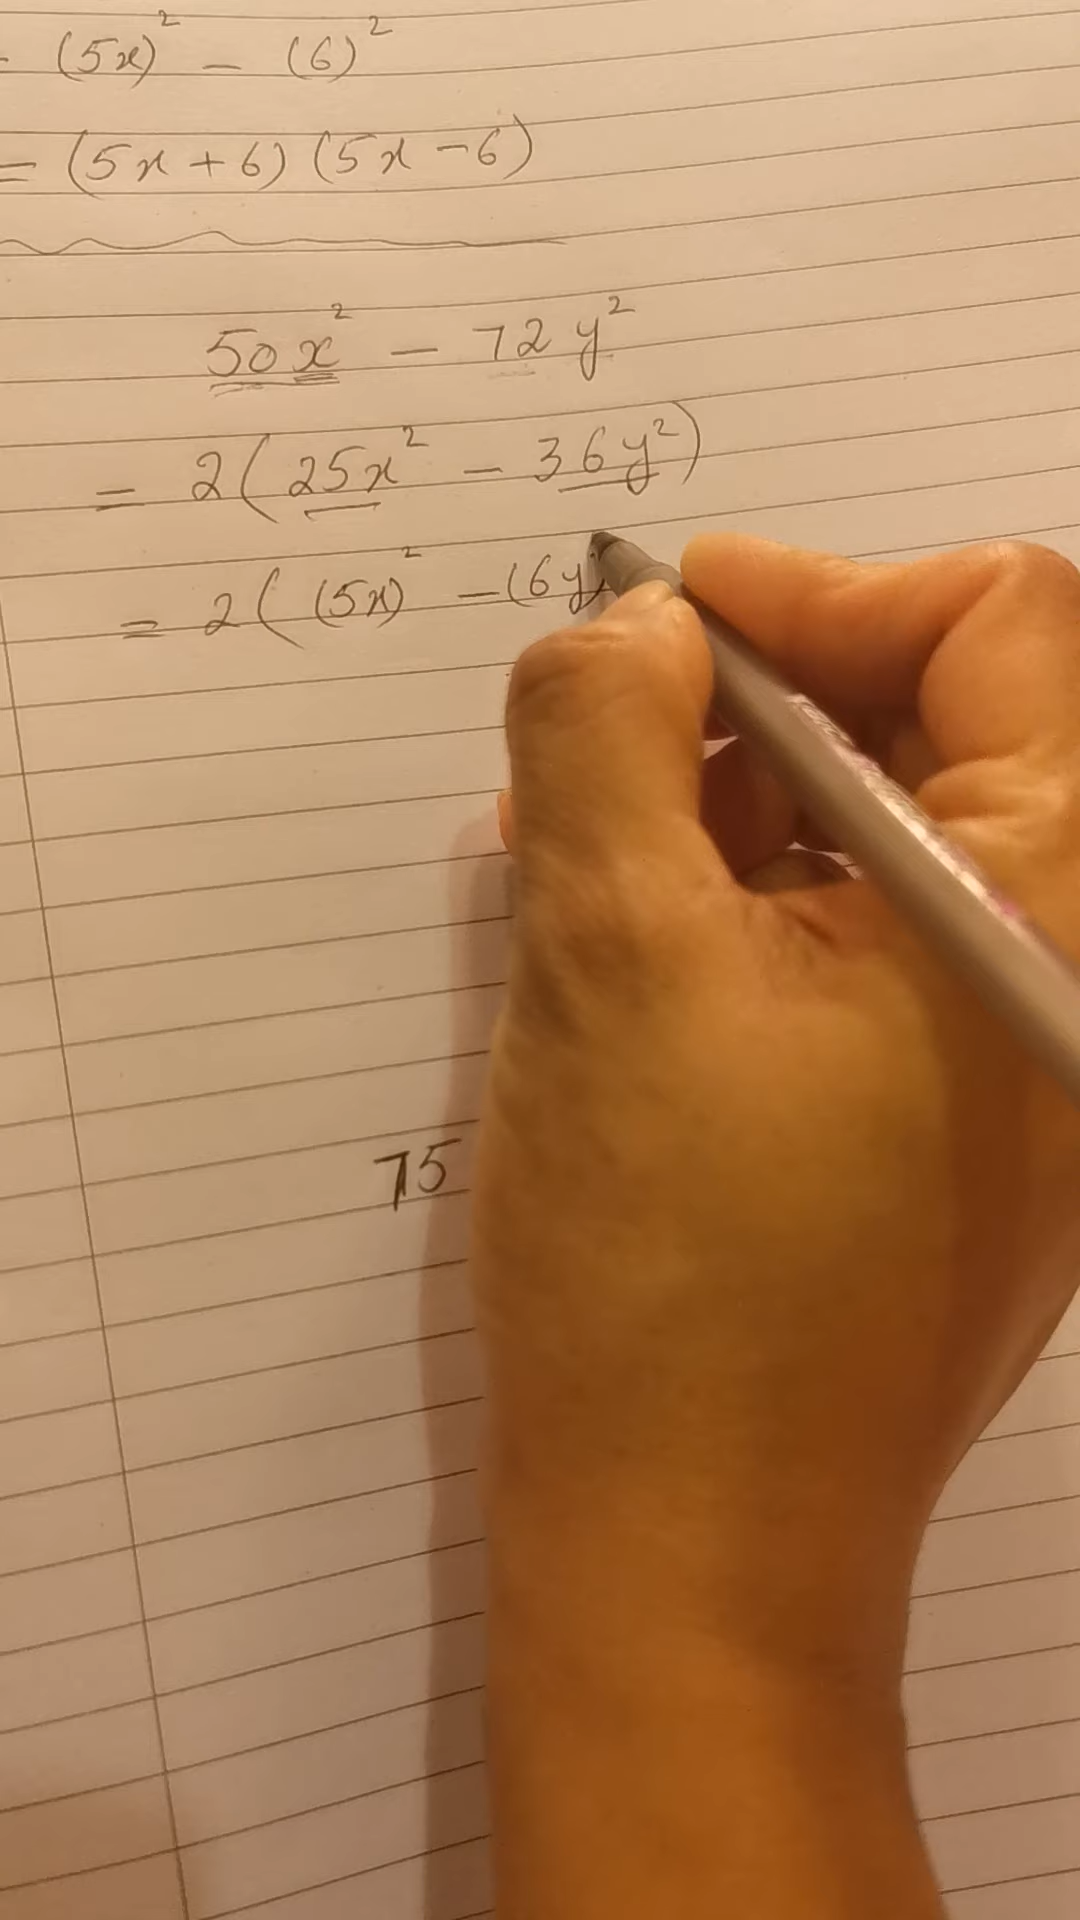 - (5x)² - (6)²
= (5x + 6) (5x - 6)
50x² - 72y²
= 2(25x² - 36y²)
= 2((5x)² - (6y)
75